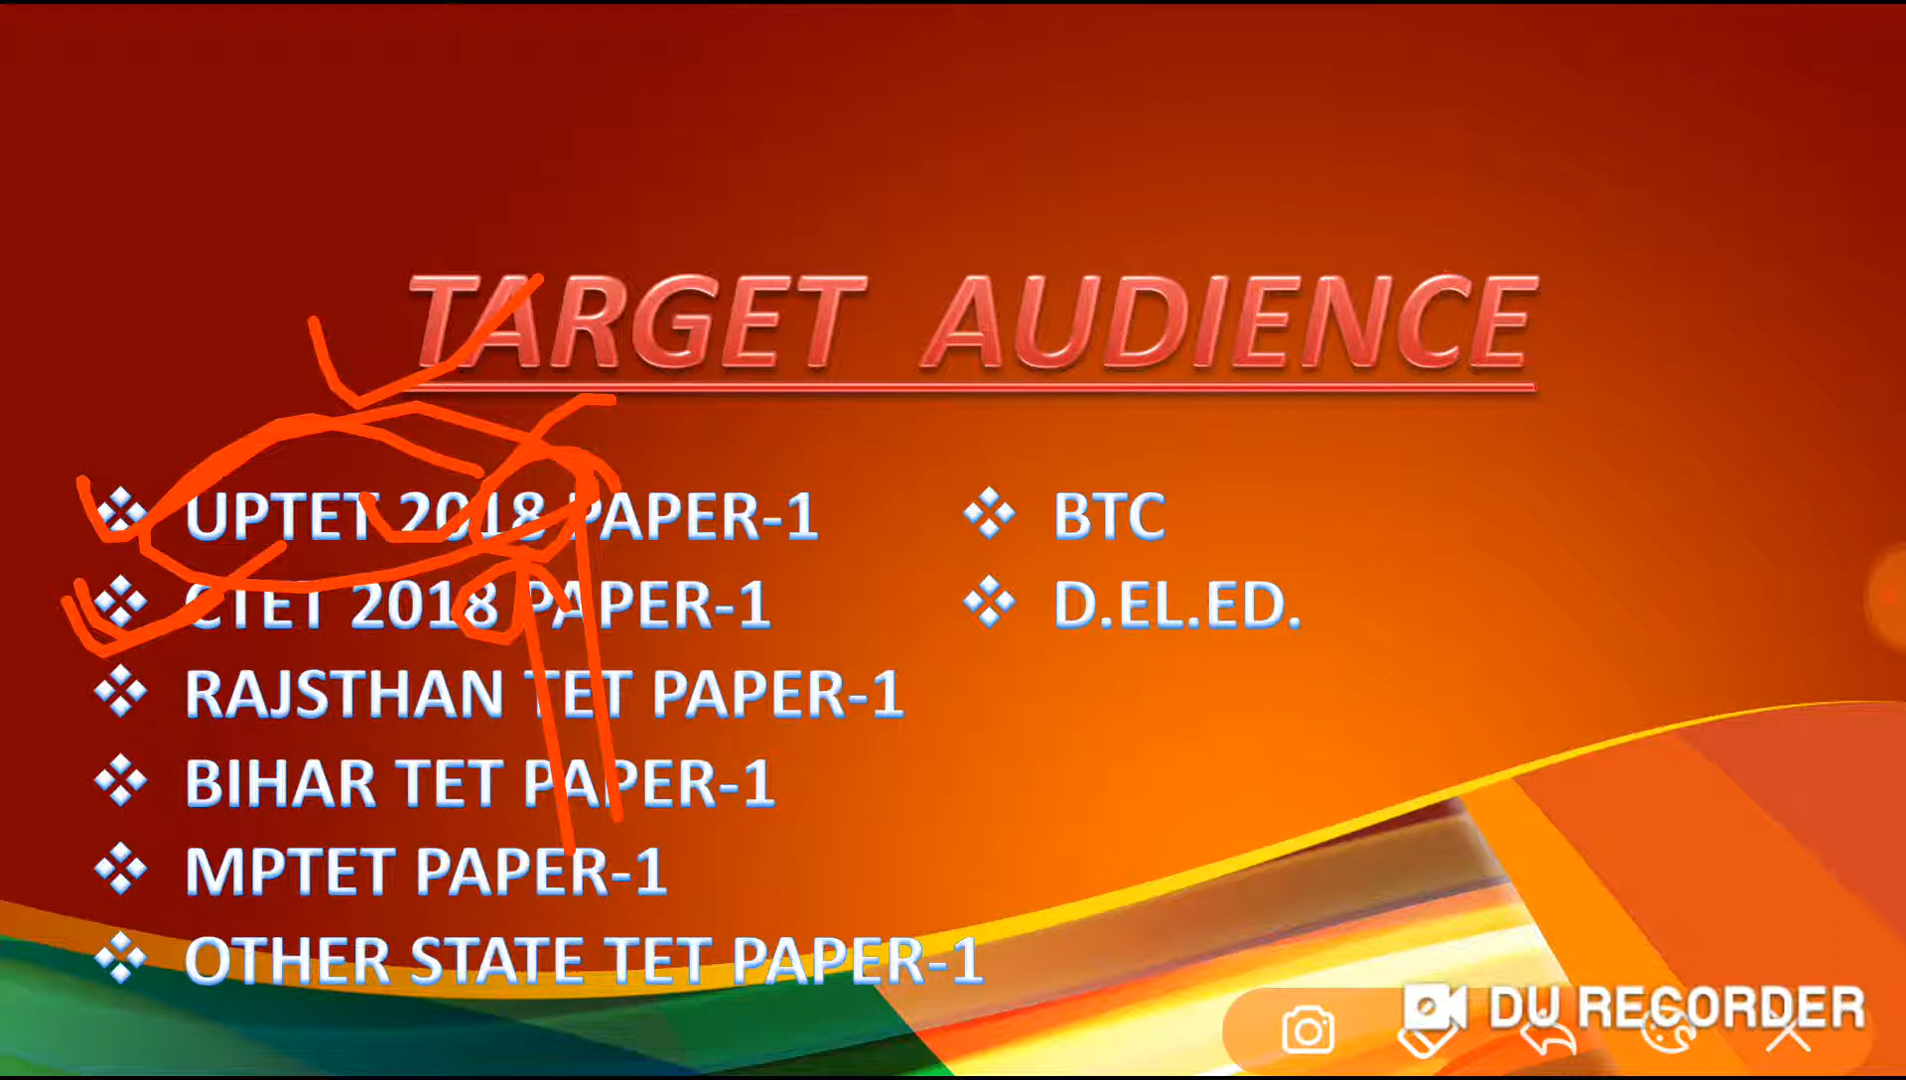 TARGET AUDIENCE
UPTET 2018 PAPER-1
CTET 2018 PAPER-1
RAJSTHAN TET PAPER-1
BIHAR TET PAPER-1
MPTET PAPER-1
OTHER STATE TET PAPER-1
BTC
D.EL.ED.
DU RECORDER